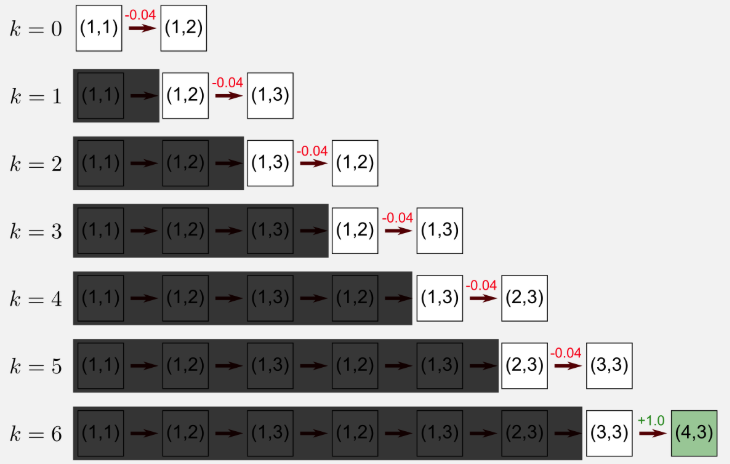 k = 0 (1,1) -0.04 (1,2)
k = 1 (1,1) (1,2) -0.04 (1,3)
k = 2 (1,1) (1,2) (1,3) -0.04 (1,2)
k = 3 (1,1) (1,2) (1,3) (1,2) -0.04 (1,3)
k = 4 (1,1) (1,2) (1,3) (1,2) (1,3) -0.04 (2,3)
k = 5 (1,1) (1,2) (1,3) (1,2) (1,3) (2,3) -0.04 (3,3)
k = 6 (1,1) (1,2) (1,3) (1,2) (1,3) (2,3) (3,3) +1.0 (4,3)